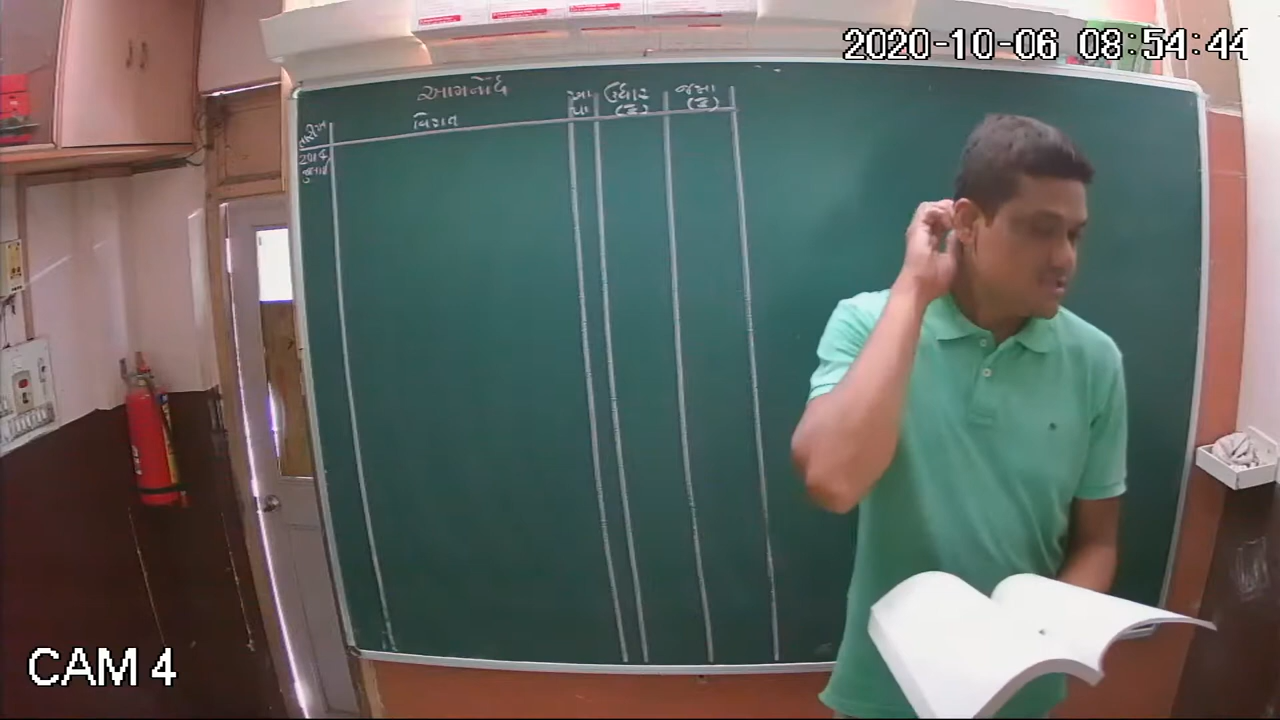 2020-10-06 08:54:44
આમનોંધ
તારીખ
વિગત
ખા
પા
ઉધાર
(₹)
જમા
(₹)
જુલાઈ
CAM 4